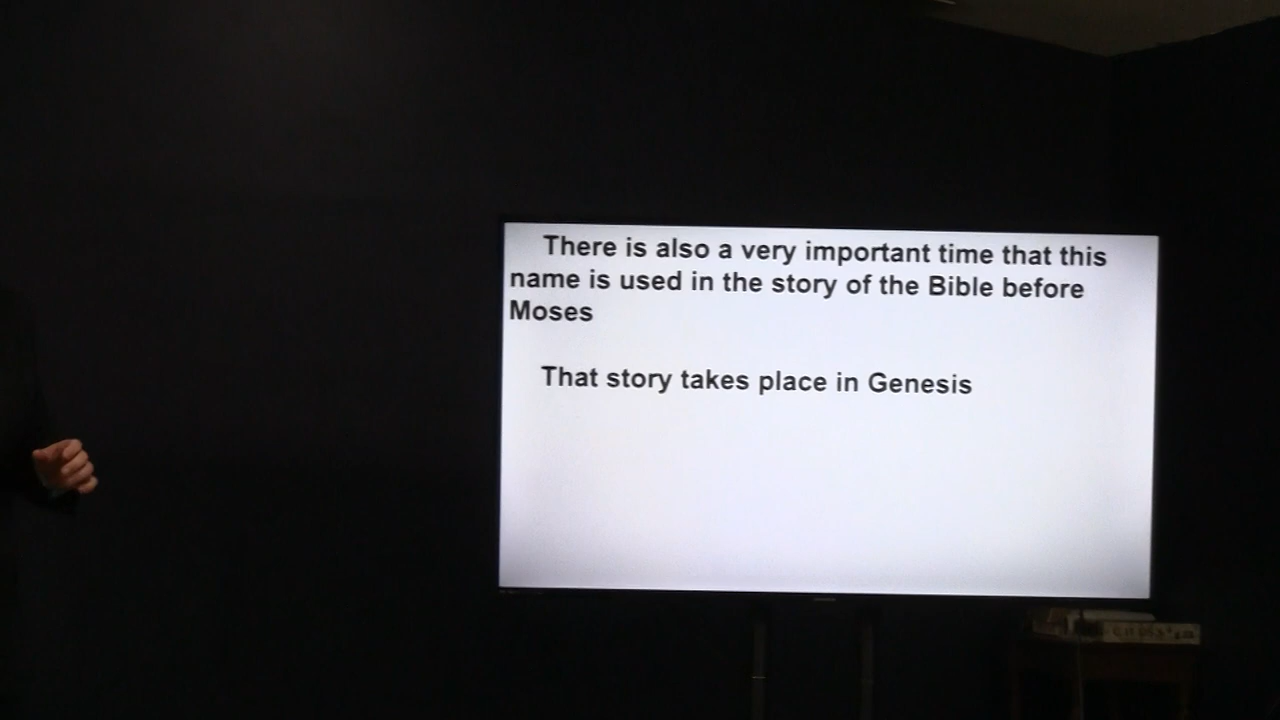 There is also a very important time that this
name is used in the story of the Bible before
Moses
That story takes place in Genesis